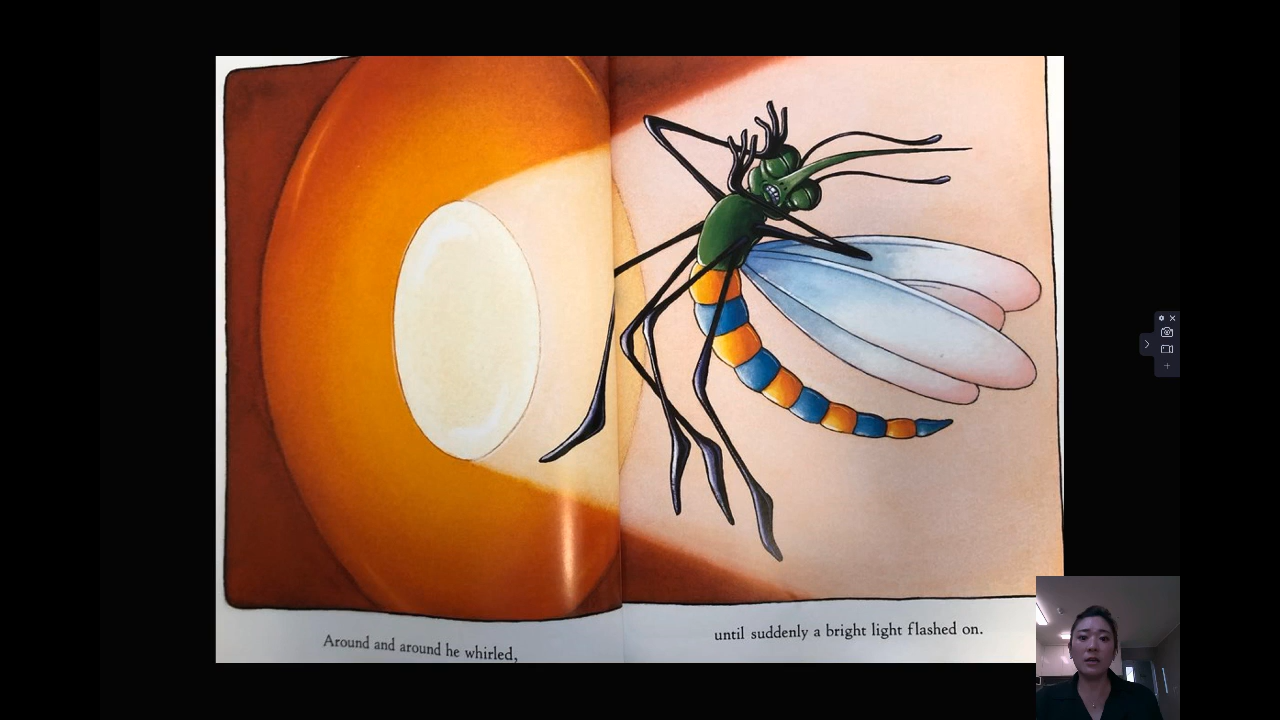 Around and around he whirled,
until suddenly a bright light flashed on.